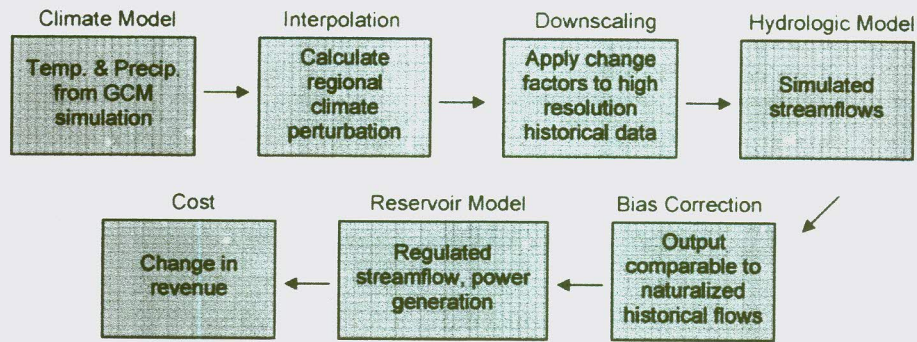 Climate Model
Temp. & Precip.
from GCM
simulation
Interpolation
Calculate
regional
climate
perturbation
Downscaling
Apply change
factors to high
resolution
historical data
Hydrologic Model
Simulated
streamflows
Bias Correction
Output
comparable to
naturalized
historical flows
Reservoir Model
Regulated
streamflow, power
generation
Cost
Change in
revenue